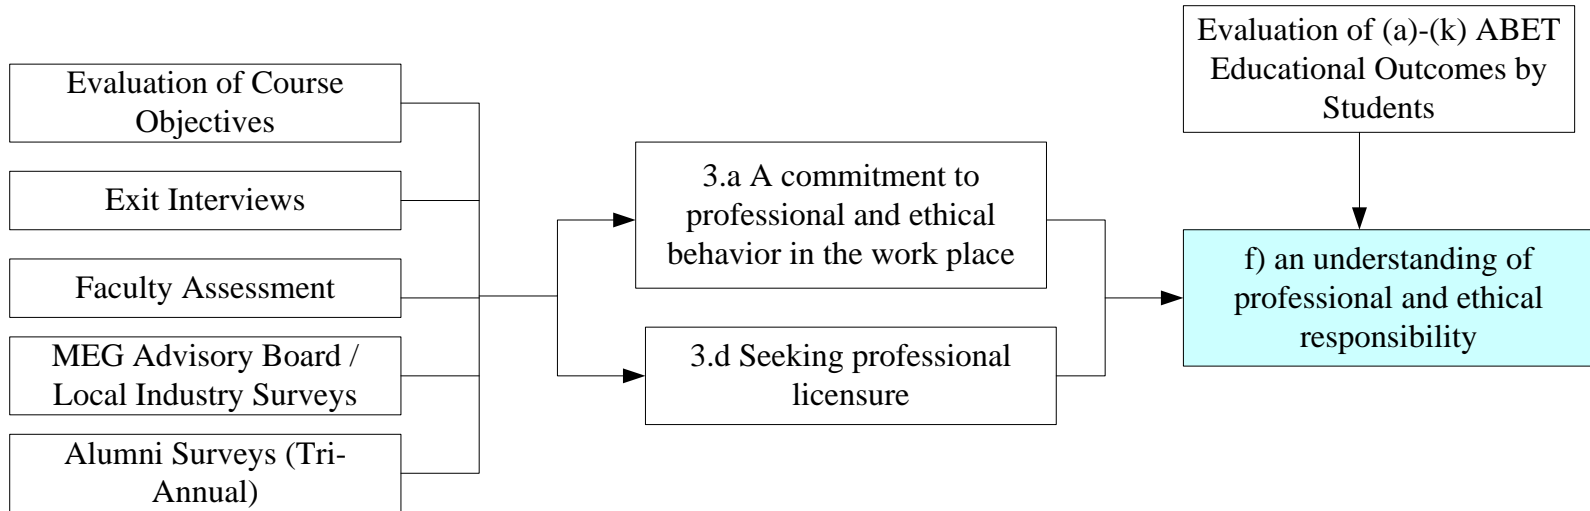 Evaluation of Course
Objectives
Exit Interviews
Faculty Assessment
MEG Advisory Board /
Local Industry Surveys
Alumni Surveys (Tri-
Annual)
3.a A commitment to
professional and ethical
behavior in the work place
3.d Seeking professional
licensure
Evaluation of (a)-(k) ABET
Educational Outcomes by
Students
f) an understanding of
professional and ethical
responsibility